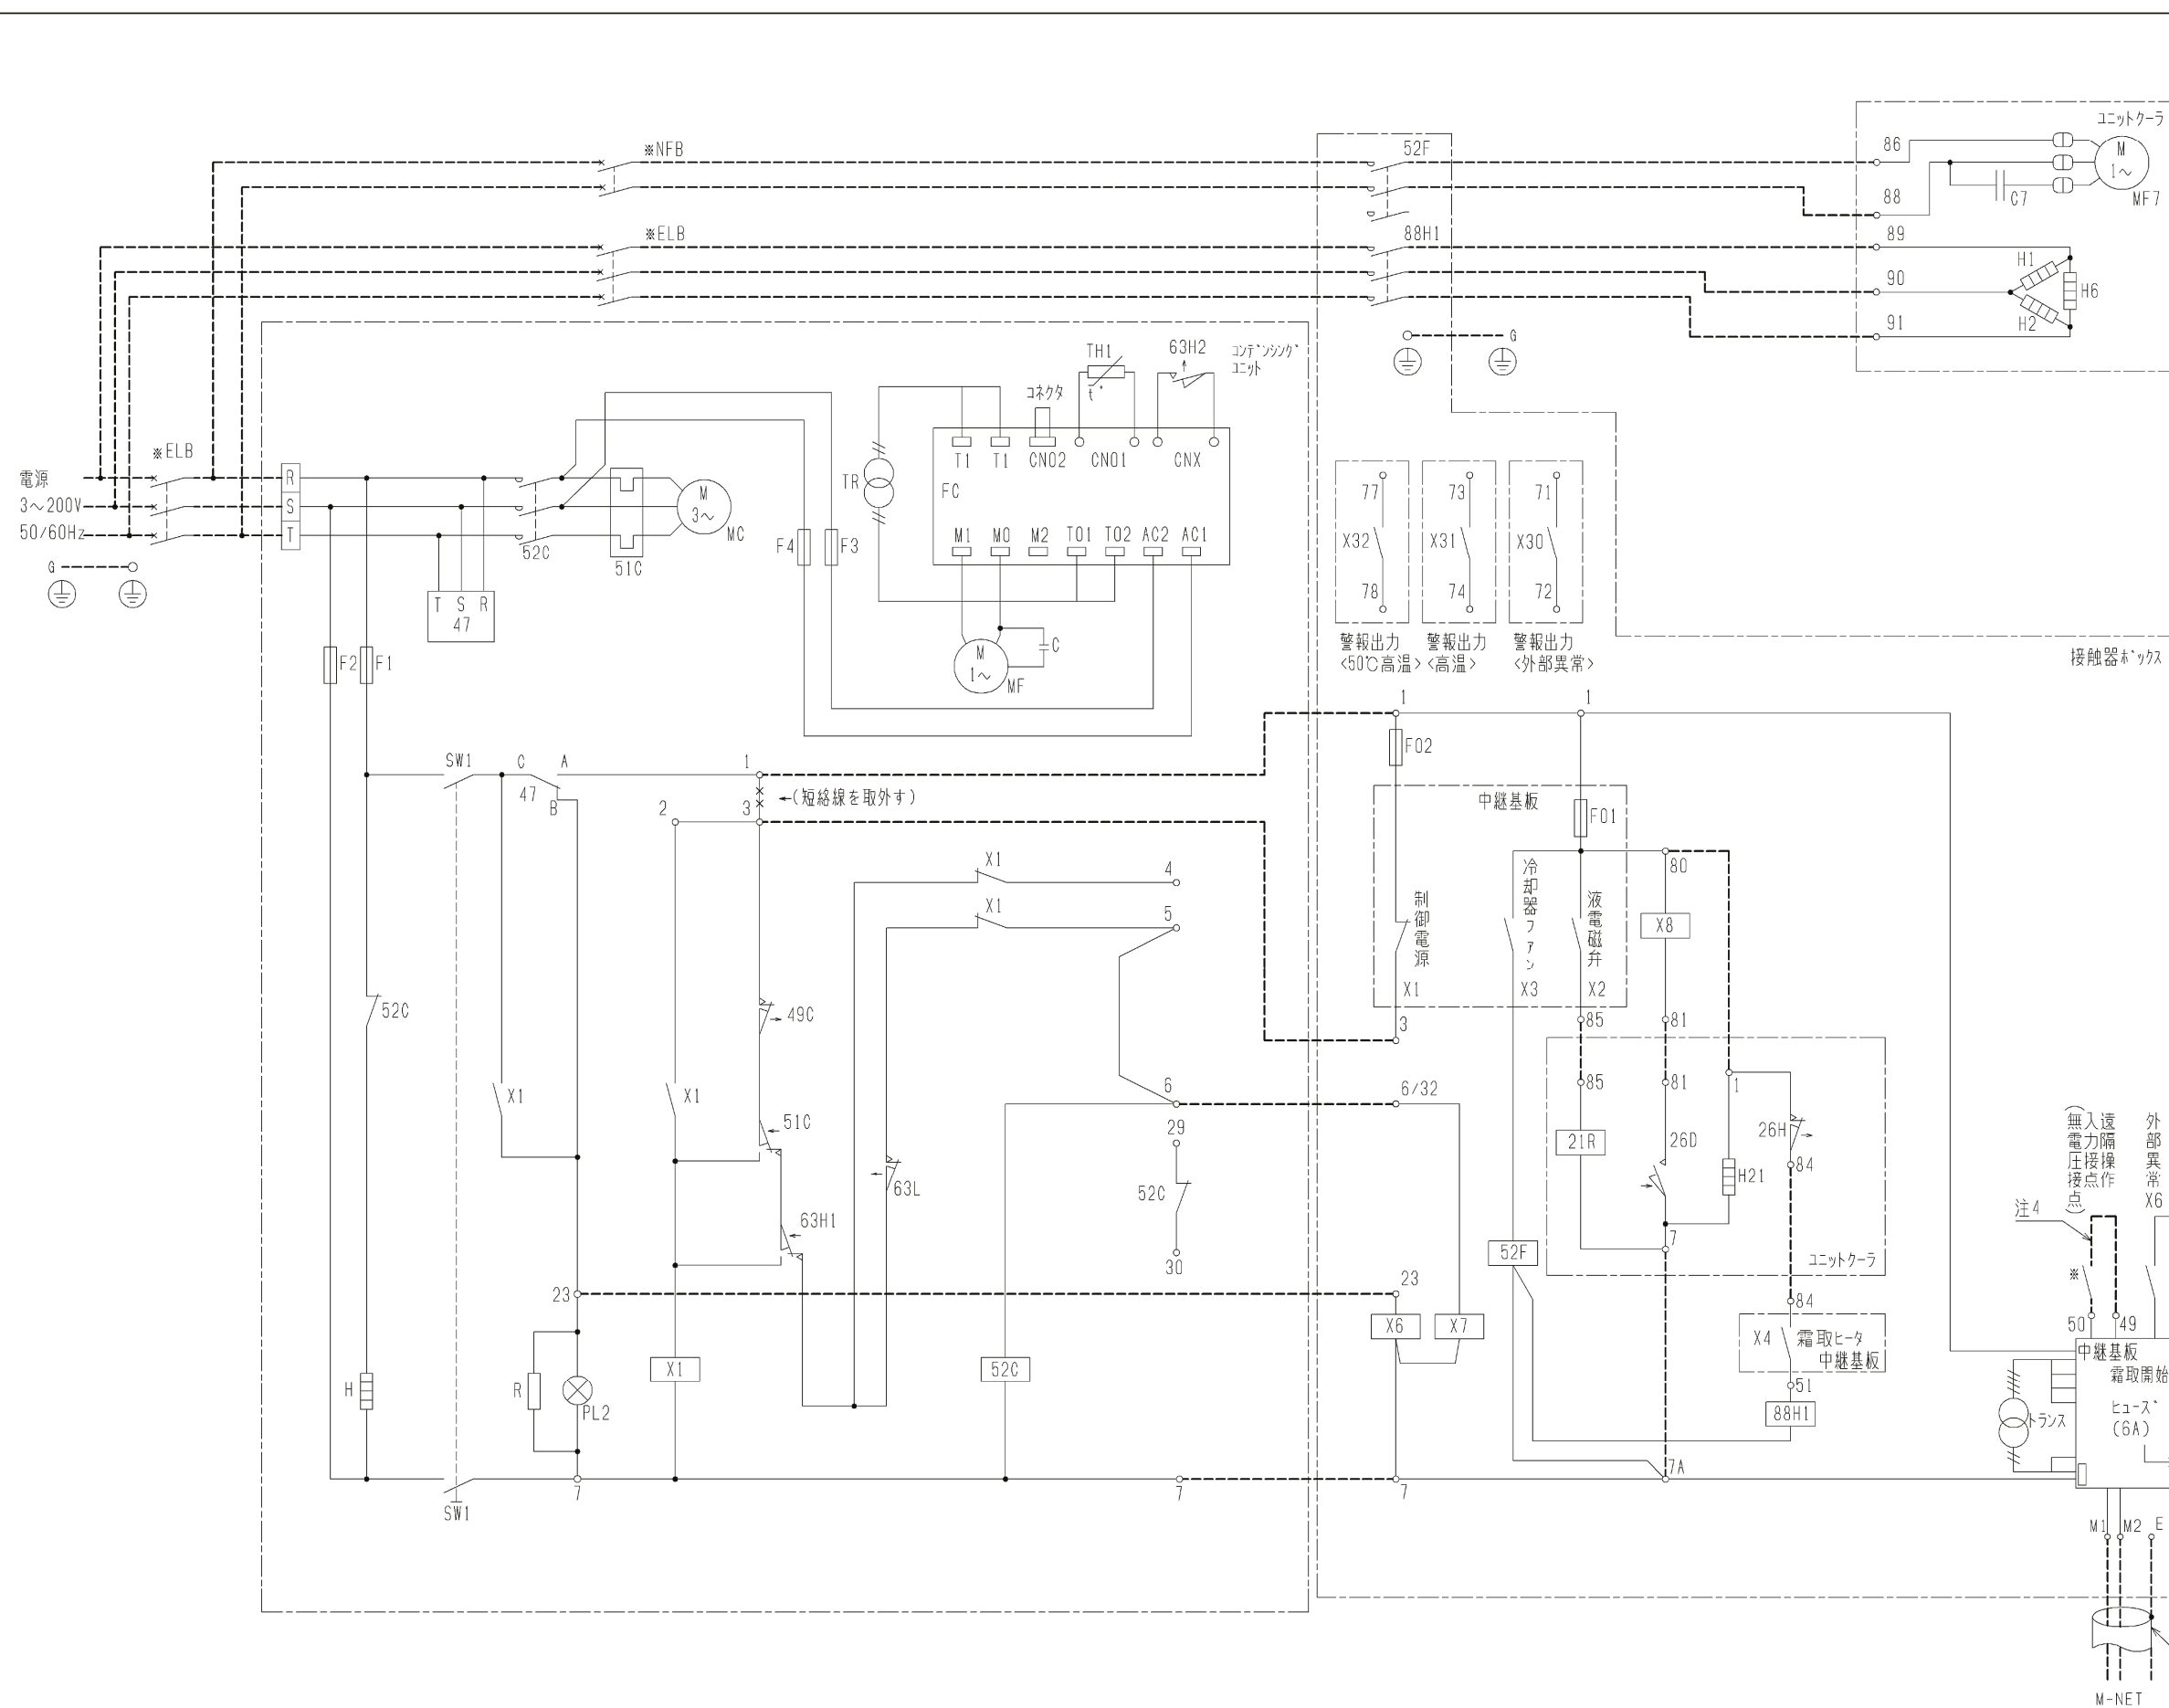 ユニットクーラ
※NFB
52F
86
M
1～
MF7
88
C7
※ELB
88H1
89
90
91
H1
H6
H2
G
コンデンシング
ユニット
TH1
t°
63H2
コネクタ
T1
T1
CN02
CN01
CNX
TR
FC
M1
M0
M2
TO1
TO2
AC2
AC1
※ELB
電源
3～200V
50/60Hz
G
R
S
T
52C
51C
M
3～
MC
F4
F3
T S R
47
M
1～
MF
C
77
X32
78
警報出力
<50℃高温>
73
X31
74
警報出力
<高温>
71
X30
72
警報出力
<外部異常>
接触器ボックス
F2
F1
SW1
C
A
47
B
1
2
3
←(短絡線を取外す)
X1
4
X1
5
1
1
F02
中継基板
F01
制御電源
X1
冷却器ファン
X3
液電磁弁
X2
80
X8
3
85
81
85
81
1
52C
49C
X1
X1
51C
63L
63H1
6
6/32
29
52C
30
21R
26D
26H
84
H21
7
ユニットクーラ
52F
23
23
X6
X7
84
X4
霜取ヒータ
中継基板
51
88H1
遠隔操作
入力接点
(無電圧接点)
外部異常
X6
注4
※
50
49
中継基板
霜取開始
ヒューズ
(6A)
トランス
H
R
PL2
X1
52C
SW1
7
7
7
7A
M1
M2
E
M-NET